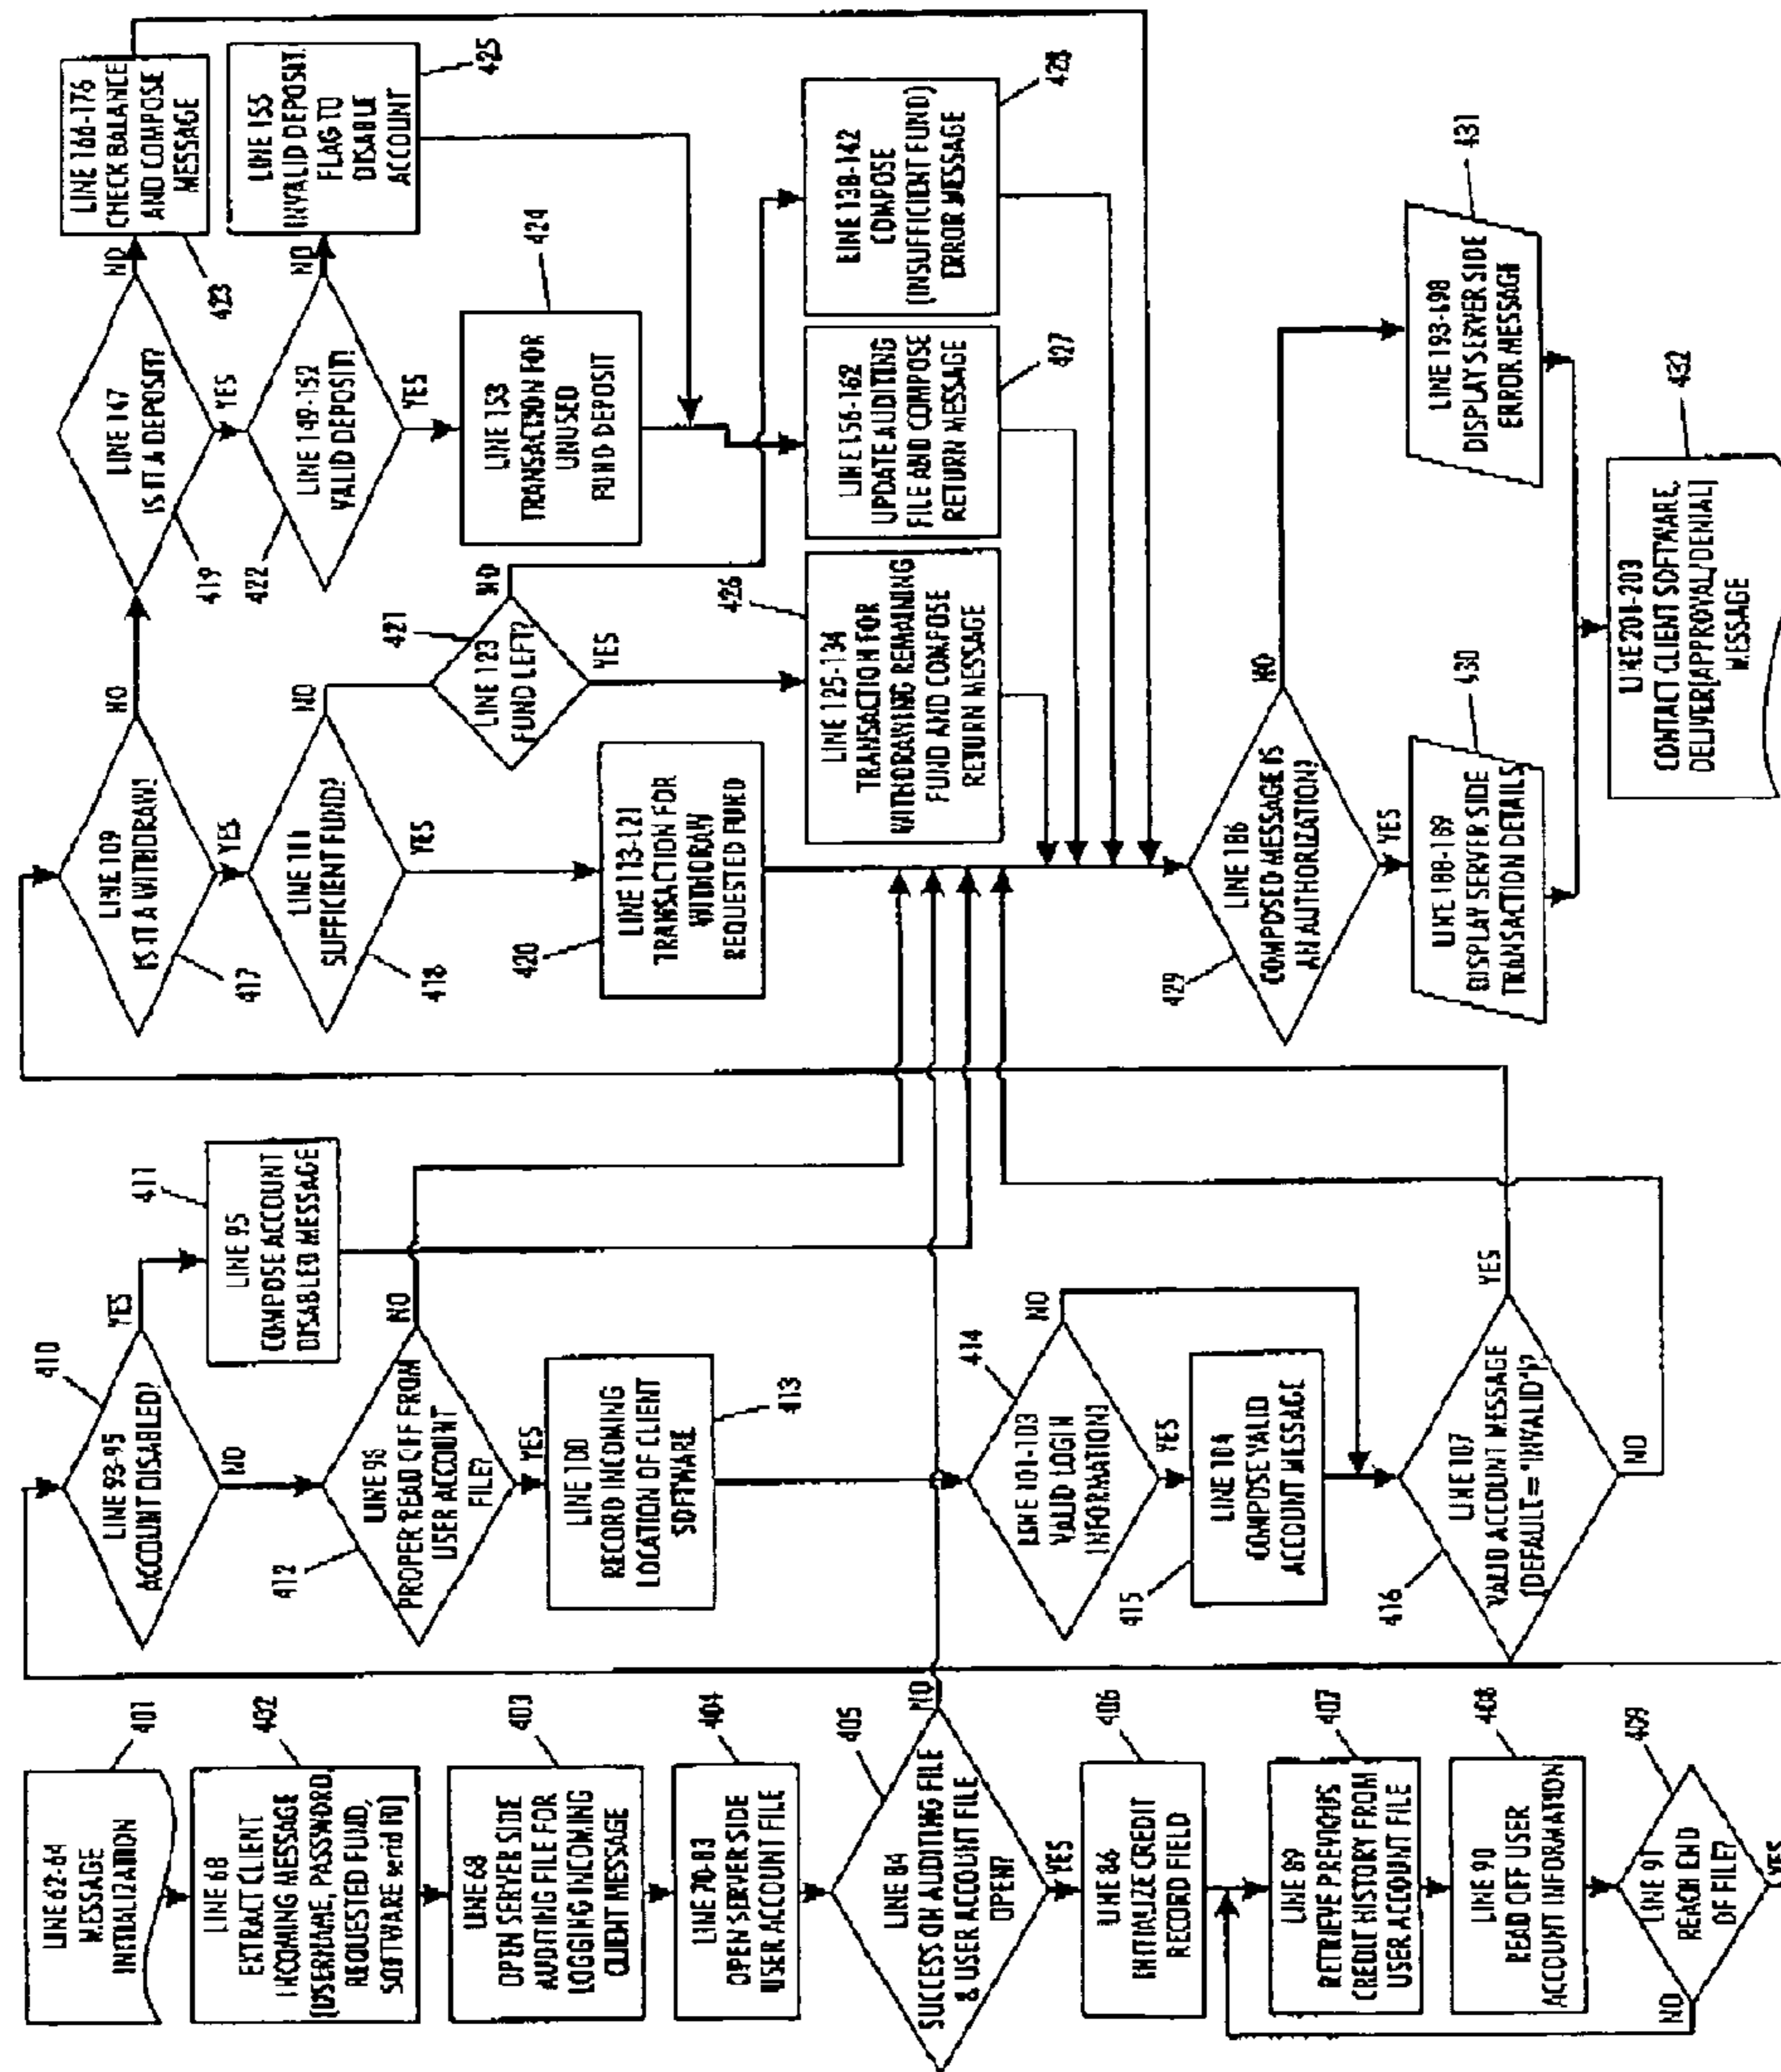 LINE 62-64
MESSAGE
INITIALIZATION
401
LINE 68
EXTRACT CLIENT
INCOMING MESSAGE
(USERNAME, PASSWORD,
REQUESTED FUND,
SOFTWARE serial ID)
402
LINE 68
OPEN SERVER SIDE
AUDITING FILE FOR
LOGGING INCOMING
CLIENT MESSAGE
403
LINE 70-83
OPEN SERVER SIDE
USER ACCOUNT FILE
404
LINE 84
SUCCESS ON AUDITING FILE
& USER ACCOUNT FILE
OPEN?
405
NO
YES
LINE 86
INITIALIZE CREDIT
RECORD FIELD
406
LINE 89
RETRIEVE PREVIOUS
CREDIT HISTORY FROM
USER ACCOUNT FILE
407
LINE 90
READ OFF USER
ACCOUNT INFORMATION
408
LINE 91
REACH END
OF FILE?
409
NO
YES
LINE 93-95
ACCOUNT DISABLED?
410
YES
NO
LINE 95
COMPOSE ACCOUNT
DISABLED MESSAGE
411
LINE 98
PROPER READ OFF FROM
USER ACCOUNT
FILE?
412
NO
YES
LINE 100
RECORD INCOMING
LOCATION OF CLIENT
SOFTWARE
413
LINE 101-103
VALID LOGIN
INFORMATION?
414
NO
YES
LINE 104
COMPOSE VALID
ACCOUNT MESSAGE
415
LINE 107
VALID ACCOUNT MESSAGE
(DEFAULT = "INVALID")?
416
YES
NO
LINE 109
IS IT A WITHDRAW?
417
NO
YES
LINE 111
SUFFICIENT FUND?
418
NO
YES
LINE 147
IS IT A DEPOSIT?
419
NO
YES
LINE 113-121
TRANSACTION FOR
WITHDRAW
REQUESTED FUND
420
LINE 123
FUND LEFT?
421
NO
YES
LINE 149-152
VALID DEPOSIT?
422
NO
YES
LINE 166-176
CHECK BALANCE
AND COMPOSE
MESSAGE
423
LINE 153
TRANSACTION FOR
UNUSED
FUND DEPOSIT
424
LINE 155
INVALID DEPOSIT.
FLAG TO
DISABLE
ACCOUNT
425
LINE 125-134
TRANSACTION FOR
WITHDRAWING REMAINING
FUND AND COMPOSE
RETURN MESSAGE
426
LINE 156-162
UPDATE AUDITING
FILE AND COMPOSE
RETURN MESSAGE
427
LINE 138-142
COMPOSE
(INSUFFICIENT FUND)
ERROR MESSAGE
428
LINE 186
COMPOSED MESSAGE IS
AN AUTHORIZATION?
429
NO
YES
LINE 188-189
DISPLAY SERVER SIDE
TRANSACTION DETAILS
430
LINE 193-198
DISPLAY SERVER SIDE
ERROR MESSAGE
431
LINE 201-203
CONTACT CLIENT SOFTWARE,
DELIVER(APPROVAL/DENIAL)
MESSAGE
432